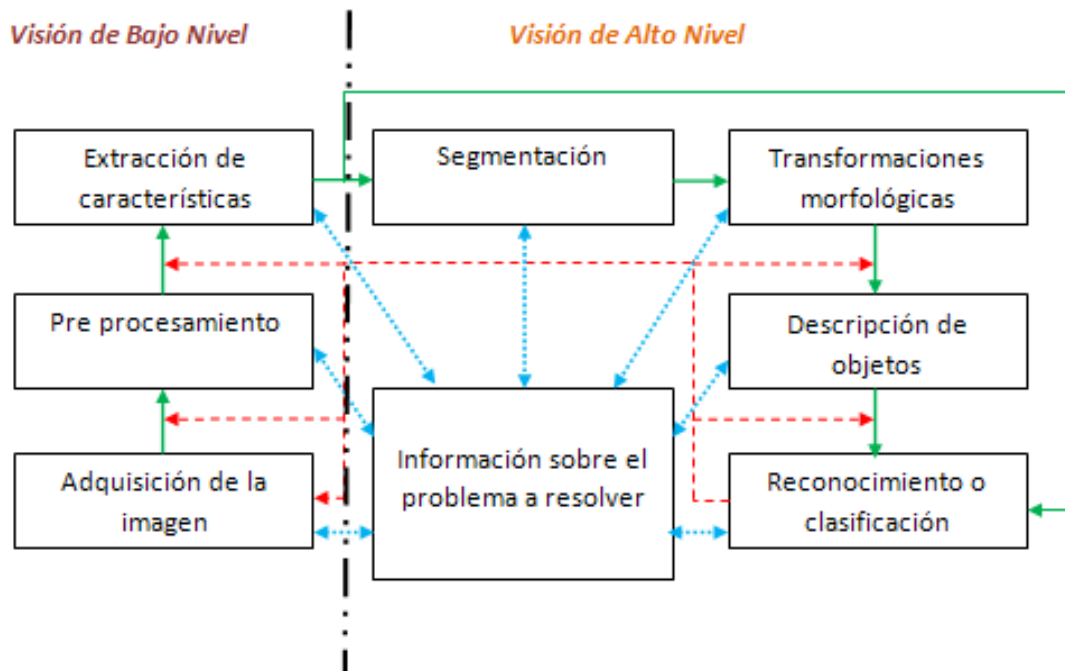 Visión de Bajo Nivel
Visión de Alto Nivel
Extracción de
características
Segmentación
Transformaciones
morfológicas
Pre procesamiento
Descripción de
objetos
Adquisición de la
imagen
Información sobre el
problema a resolver
Reconocimiento o
clasificación